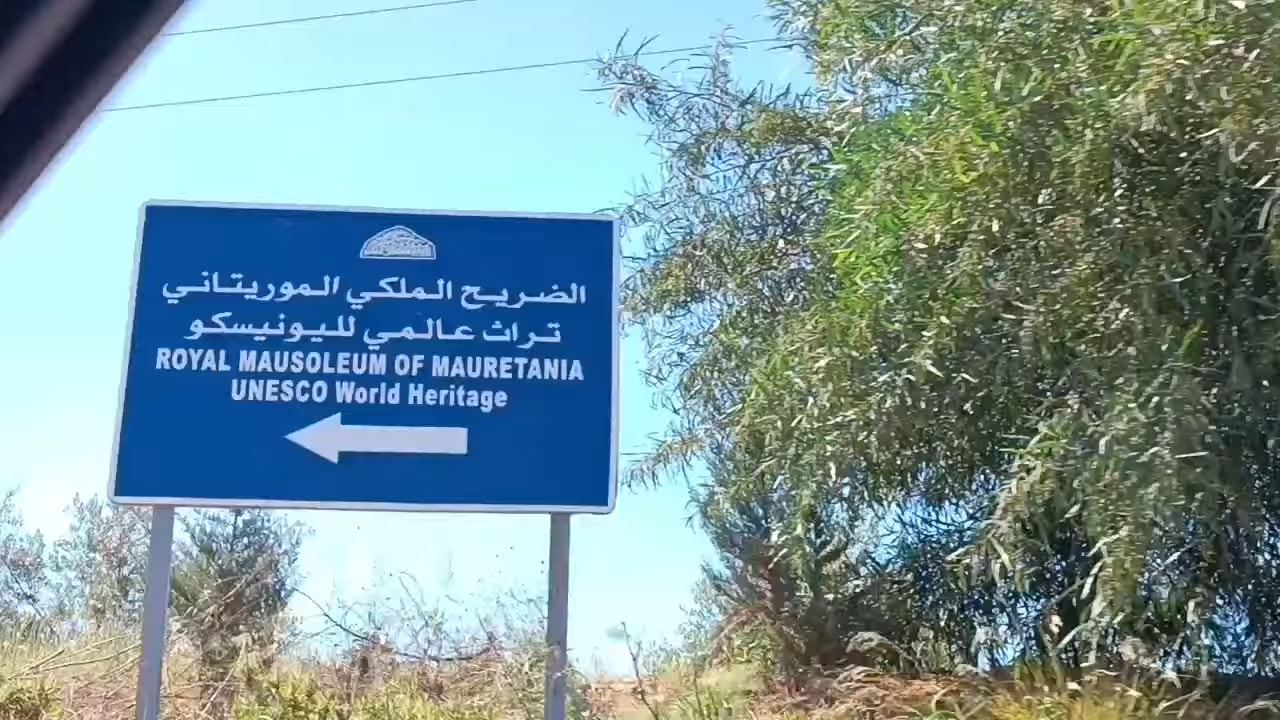 الضريح الملكي الموريتاني
تراث عالمي لليونيسكو
ROYAL MAUSOLEUM OF MAURETANIA
UNESCO World Heritage